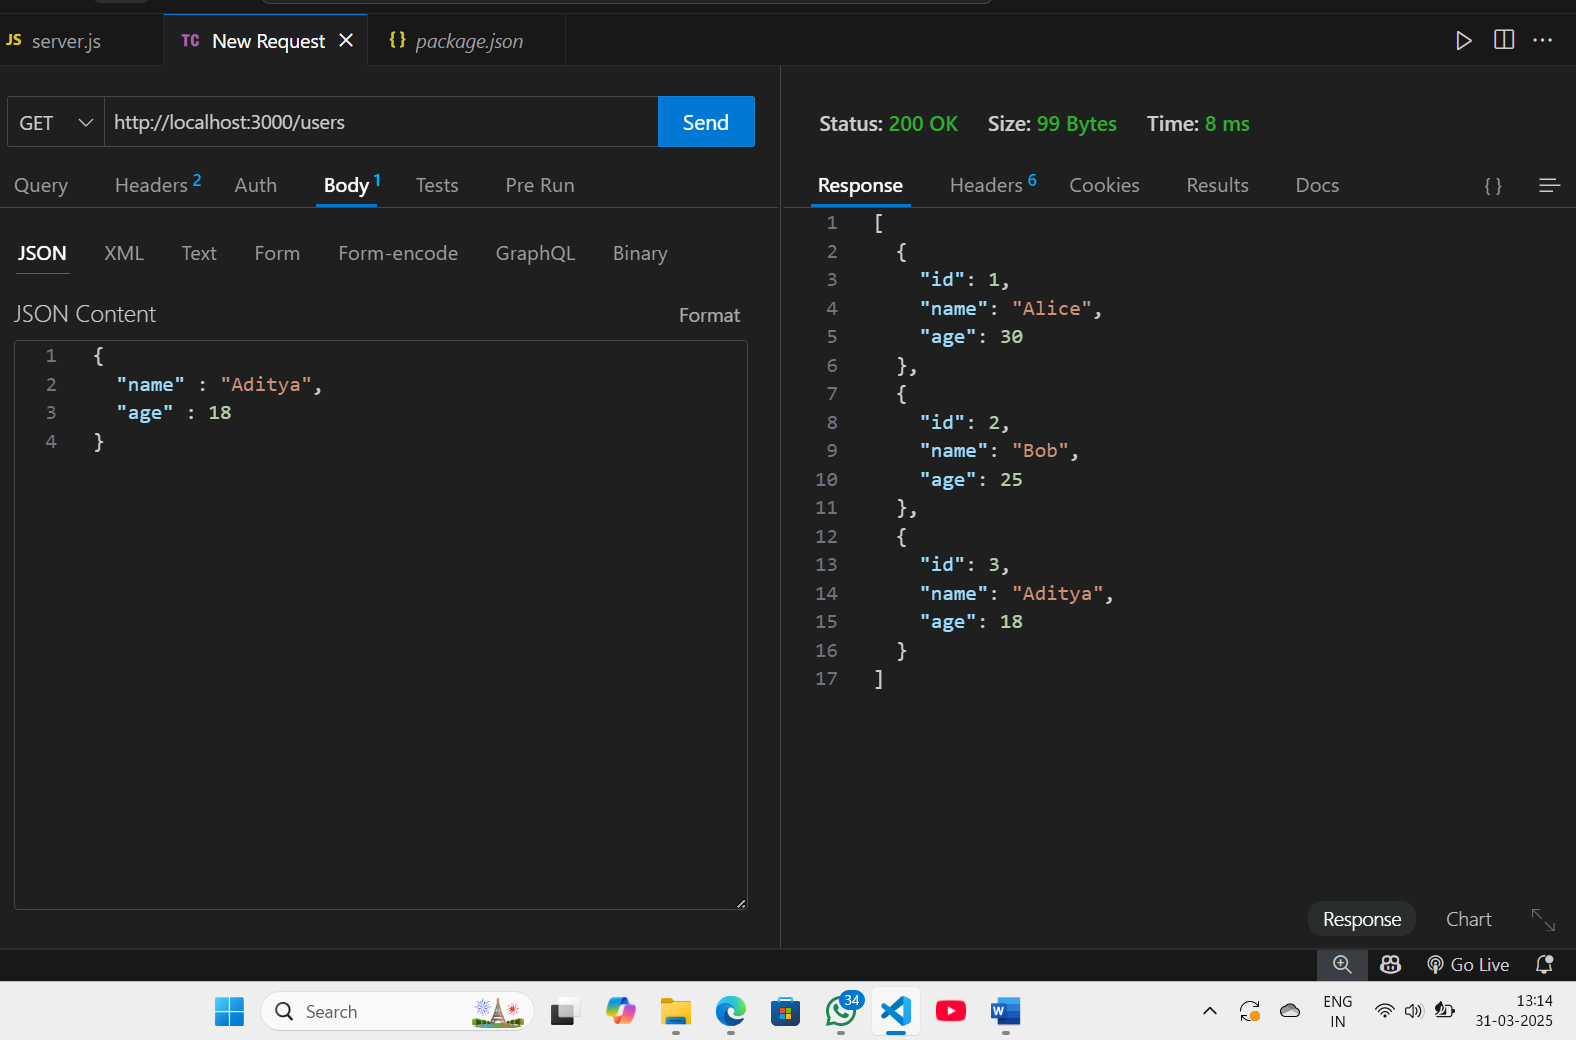 JS server.js
TC New Request
{} package.json
GET
http://localhost:3000/users
Send
Query
Headers 2
Auth
Body 1
Tests
Pre Run
JSON
XML
Text
Form
Form-encode
GraphQL
Binary
JSON Content
Format
1 {
2 "name" : "Aditya",
3 "age" : 18
4 }
Status: 200 OK
Size: 99 Bytes
Time: 8 ms
Response
Headers 6
Cookies
Results
Docs
{ }
1 [
2 {
3 "id": 1,
4 "name": "Alice",
5 "age": 30
6 },
7 {
8 "id": 2,
9 "name": "Bob",
10 "age": 25
11 },
12 {
13 "id": 3,
14 "name": "Aditya",
15 "age": 18
16 }
17 ]
Response
Chart
Go Live
Search
34
W
ENG
IN
13:14
31-03-2025